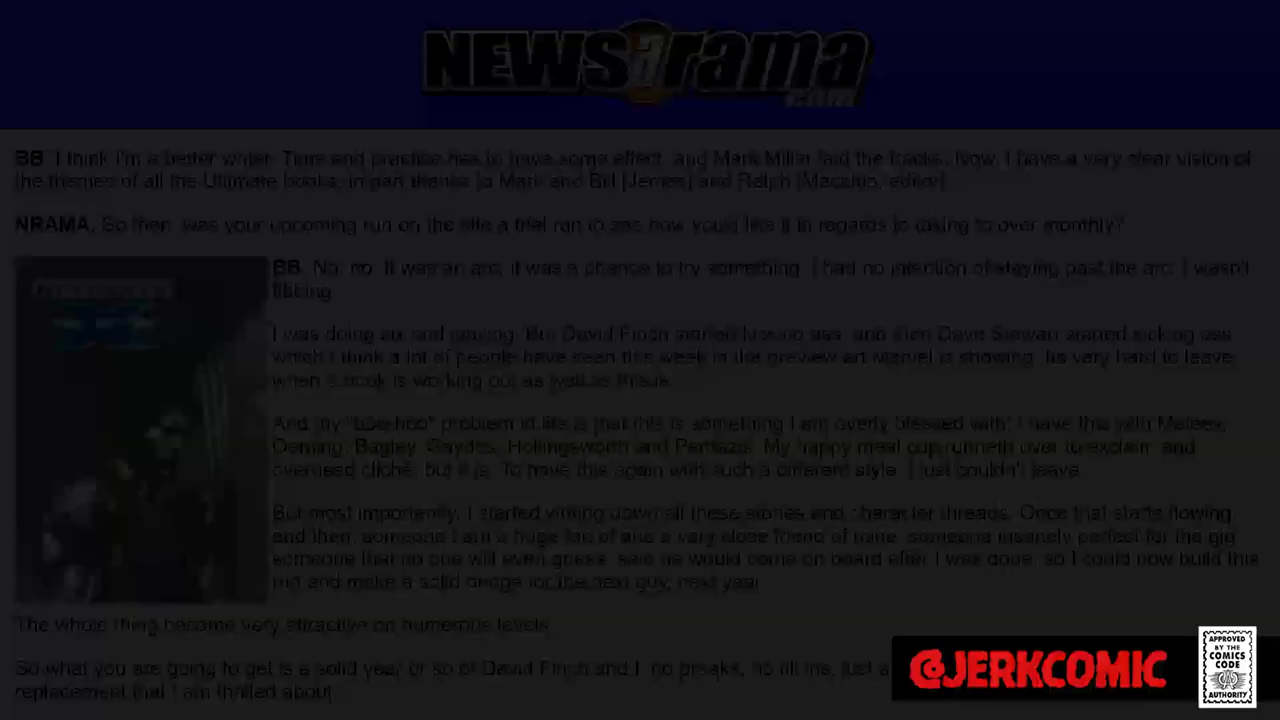 NEWSarama
.com
BB. I think I'm a better writer. Time and practice has to have some effect, and Mark Millar laid the tracks. Now, I have a very clear vision of
the themes of all the Ultimate books, in part thanks to Mark and Bill [Jemas] and Ralph [Macchio, editor]
NRAMA. So then, was your upcoming run on the title a trial run to see how you'd like it in regards to taking to over monthly?
BB. No, no. It was an arc, it was a chance to try something. I had no intention of staying past the arc. I wasn't
fibbing.
I was doing six and leaving. But David Finch started kicking ass, and then Dave Stewart started kicking ass,
which I think a lot of people have seen this week in the preview art Marvel is showing. Its very hard to leave
when a book is working out as well as this is.
And my "boo-hoo" problem in life is that this is something I am overly blessed with. I have this with Maleev,
Oeming, Bagley, Gaydos, Hollingsworth and Pantazis. My happy meal cup runneth over to explain, and
overused cliché, but it is. To have this again with such a different style, I just couldn't leave.
But most importantly, I started writing down all these stories and character threads. Once that starts flowing
and then, someone I am a huge fan of and a very close friend of mine, someone insanely perfect for the gig,
someone that no one will even guess, said he would come on board after I was done, so I could now build this
run and make a solid bridge for the next guy, next year.
The whole thing became very attractive on numerous levels.
So what you are going to get is a solid year or so of David Finch and I, no breaks, no fill ins, just a
replacement that I am thrilled about.
@JERKCOMIC
APPROVED
BY THE
COMICS
CODE
AUTHORITY